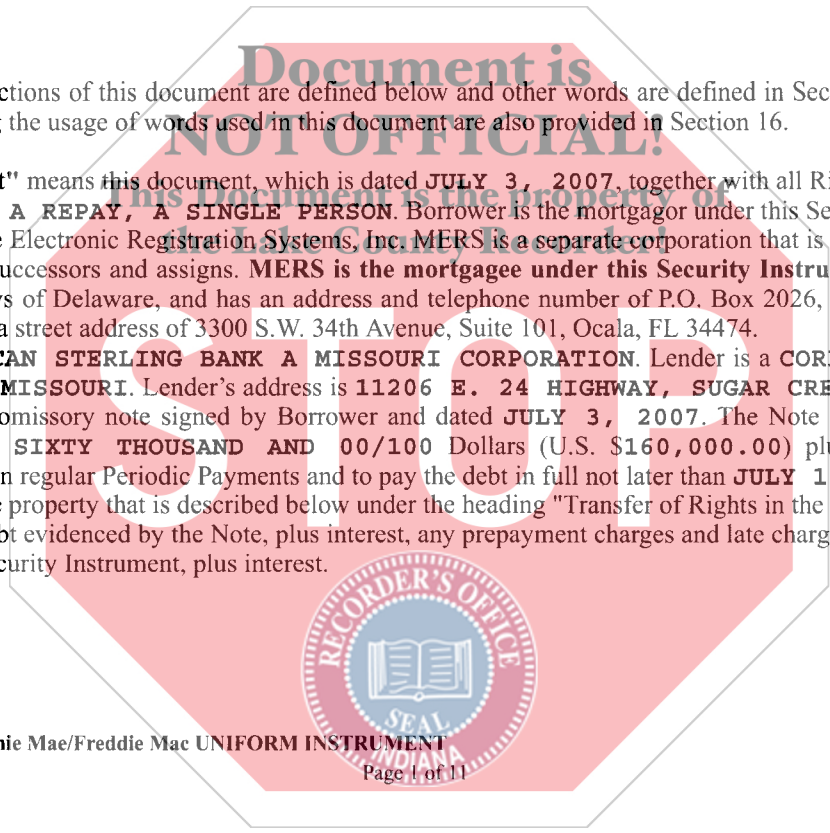 Document is
ctions of this document are defined below and other words are defined in Sec
g the usage of words used in this document are also provided in Section 16.
NOT OFFICIAL!
t" means this document, which is dated JULY 3, 2007, together with all Ri
This Document is the property of
A REPAY, A SINGLE PERSON. Borrower is the mortgagor under this Se
the Lake County Recorder!
e Electronic Registration Systems, Inc. MERS is a separate corporation that is
uccessors and assigns. MERS is the mortgagee under this Security Instru
s of Delaware, and has an address and telephone number of P.O. Box 2026,
a street address of 3300 S.W. 34th Avenue, Suite 101, Ocala, FL 34474.
CAN STERLING BANK A MISSOURI CORPORATION. Lender is a COR
MISSOURI. Lender's address is 11206 E. 24 HIGHWAY, SUGAR CRE
omissory note signed by Borrower and dated JULY 3, 2007. The Note
SIXTY THOUSAND AND 00/100 Dollars (U.S. $160,000.00) pl
n regular Periodic Payments and to pay the debt in full not later than JULY 1
e property that is described below under the heading "Transfer of Rights in the
bt evidenced by the Note, plus interest, any prepayment charges and late charg
curity Instrument, plus interest.
STOP
RECORDER'S OFFICE
SEAL
INDIANA
nie Mae/Freddie Mac UNIFORM INSTRUMENT
Page 1 of 11